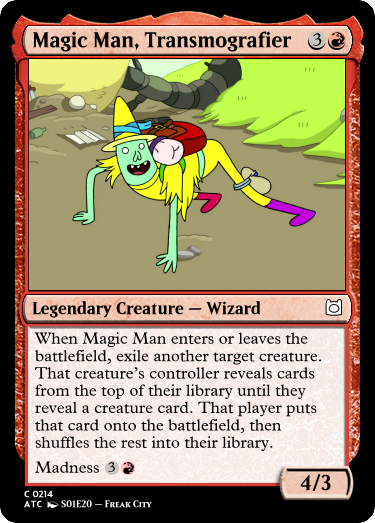 Magic Man, Transmografier 3
Legendary Creature — Wizard
When Magic Man enters or leaves the
battlefield, exile another target creature.
That creature's controller reveals cards
from the top of their library until they
reveal a creature card. That player puts
that card onto the battlefield, then
shuffles the rest into their library.
Madness 3
4/3
C 0214
ATC S01E20 – Freak City